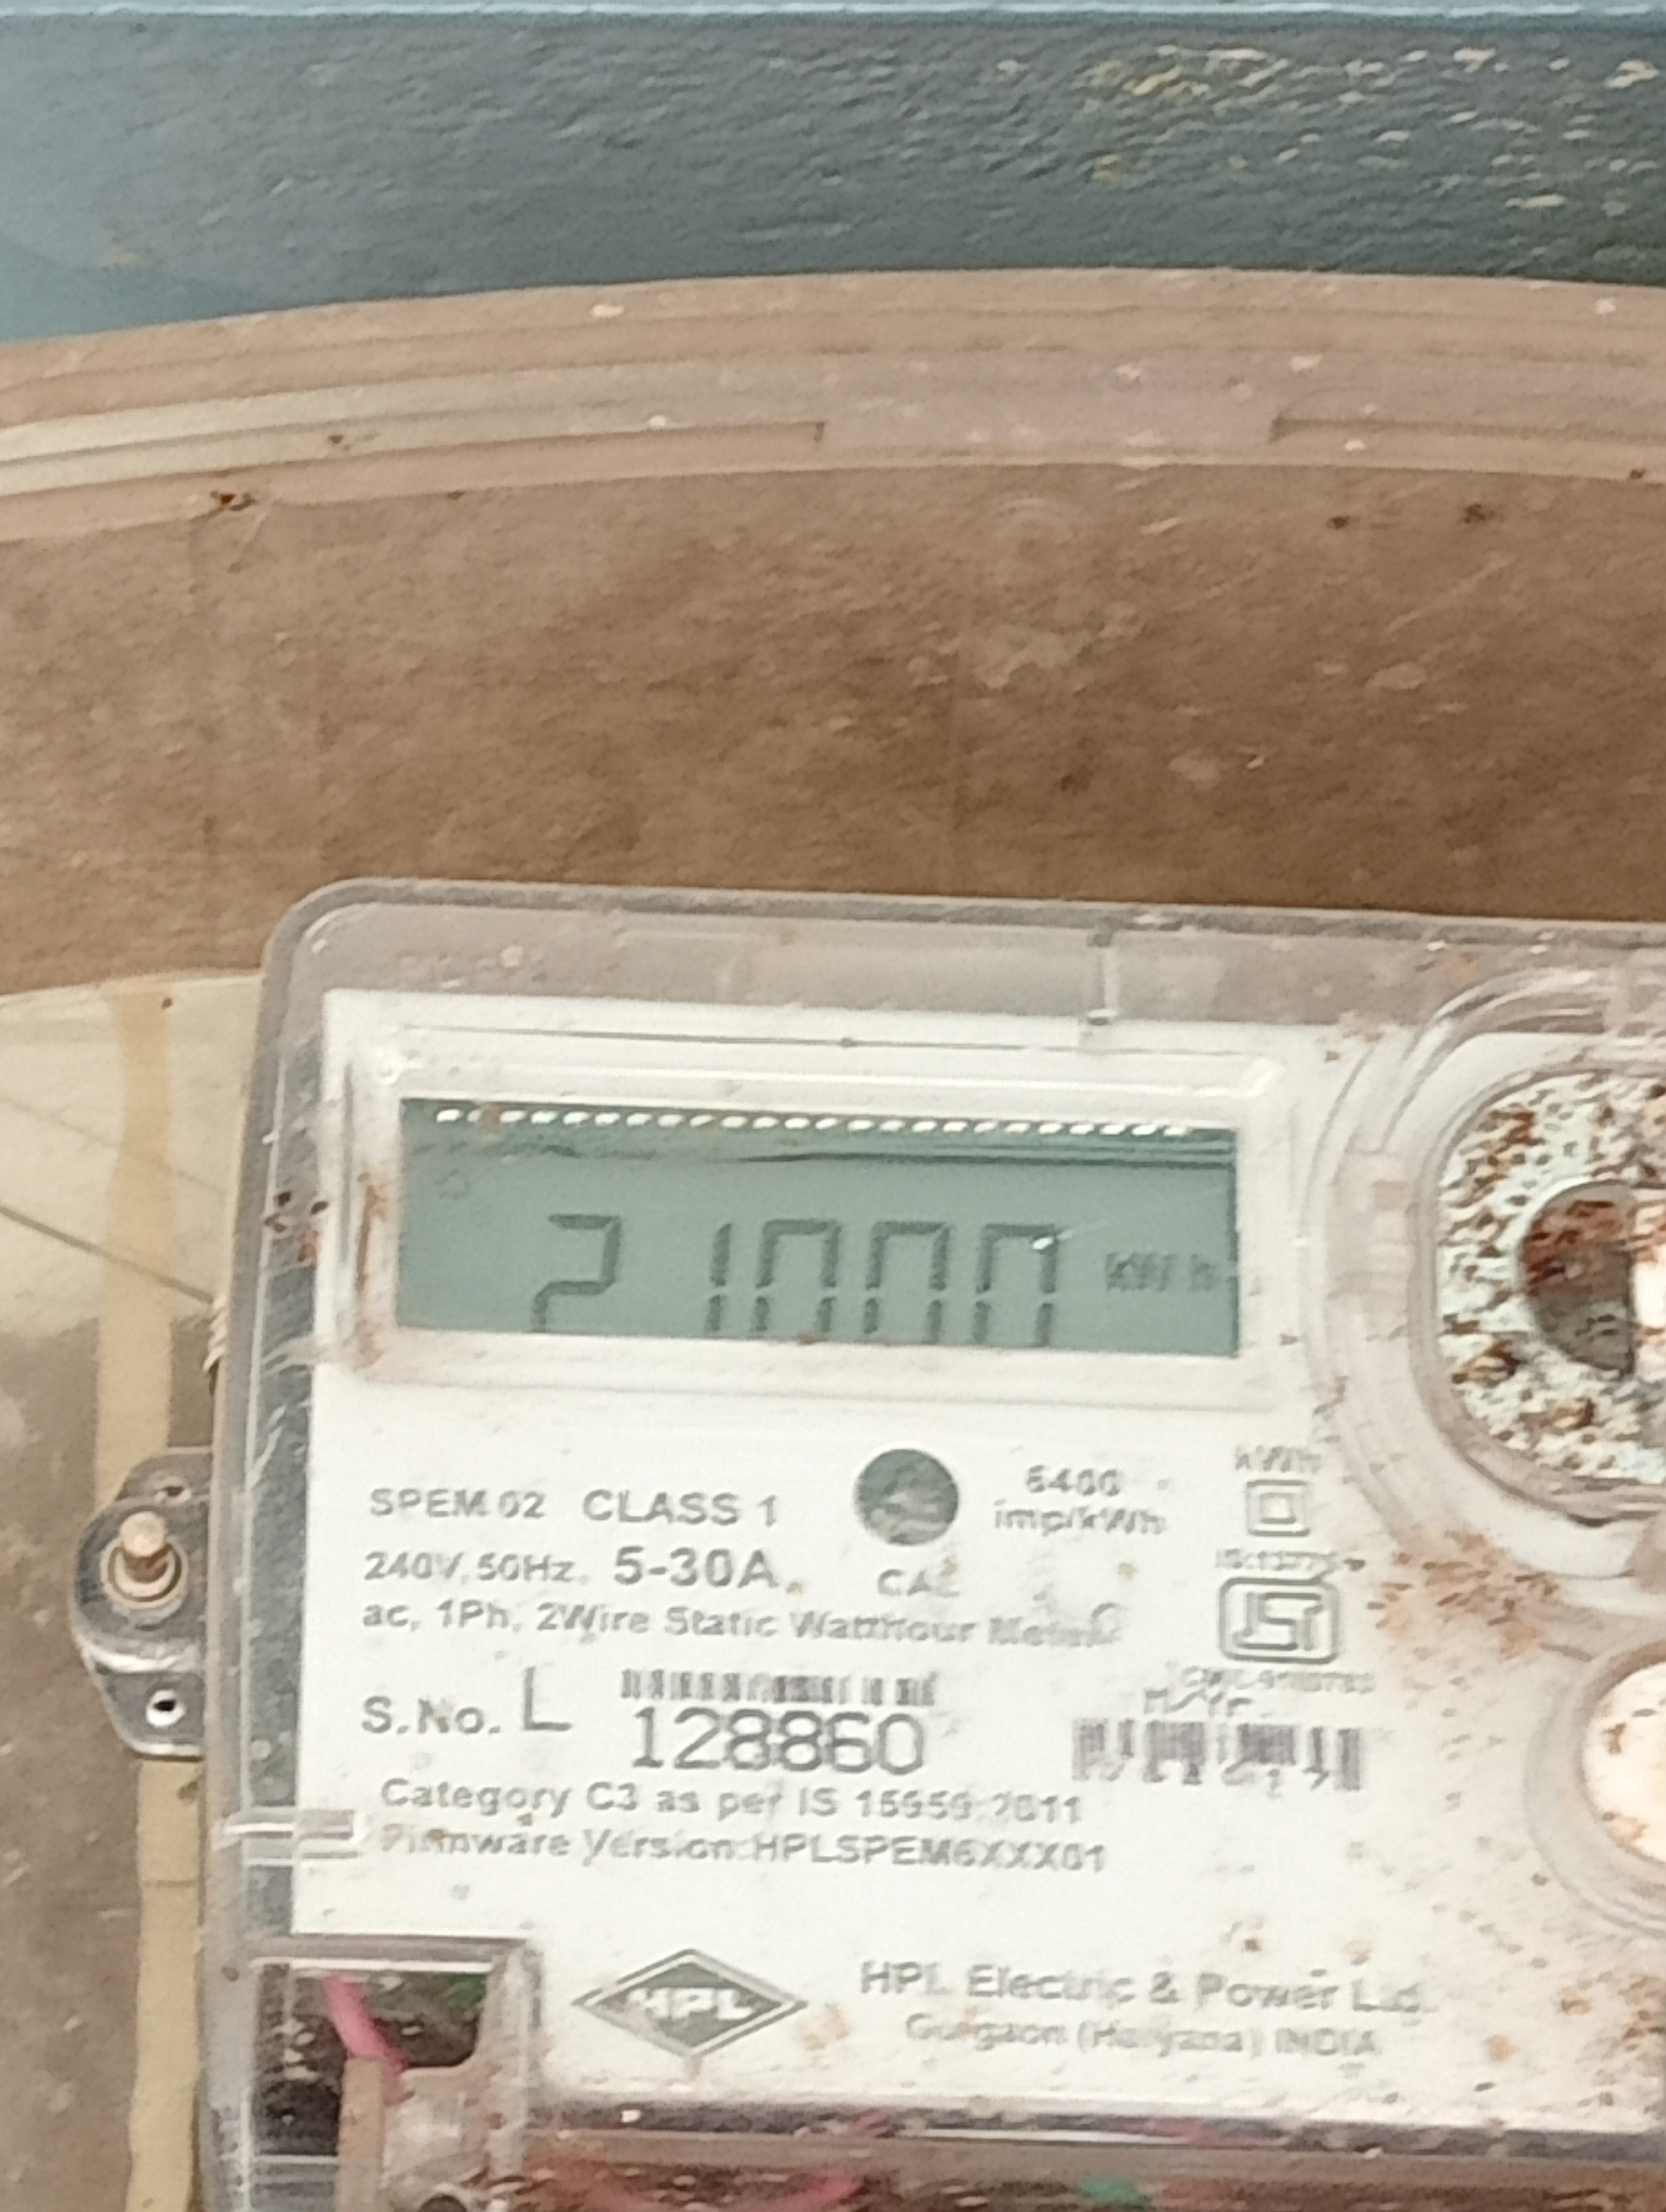 21000 kWh
SPEM 02 CLASS 1
6400
imp/kWh
kWh
240V, 50Hz, 5-30A,
CAL
ac, 1Ph, 2Wire Static Watthour Meter
S.No. L 128860
M/Yr.
Category C3 as per IS 15959:2011
Firmware Version:HPLSPEM6XXX01
HPL
HPL Electric & Power Ltd.
Gurgaon (Haryana) INDIA